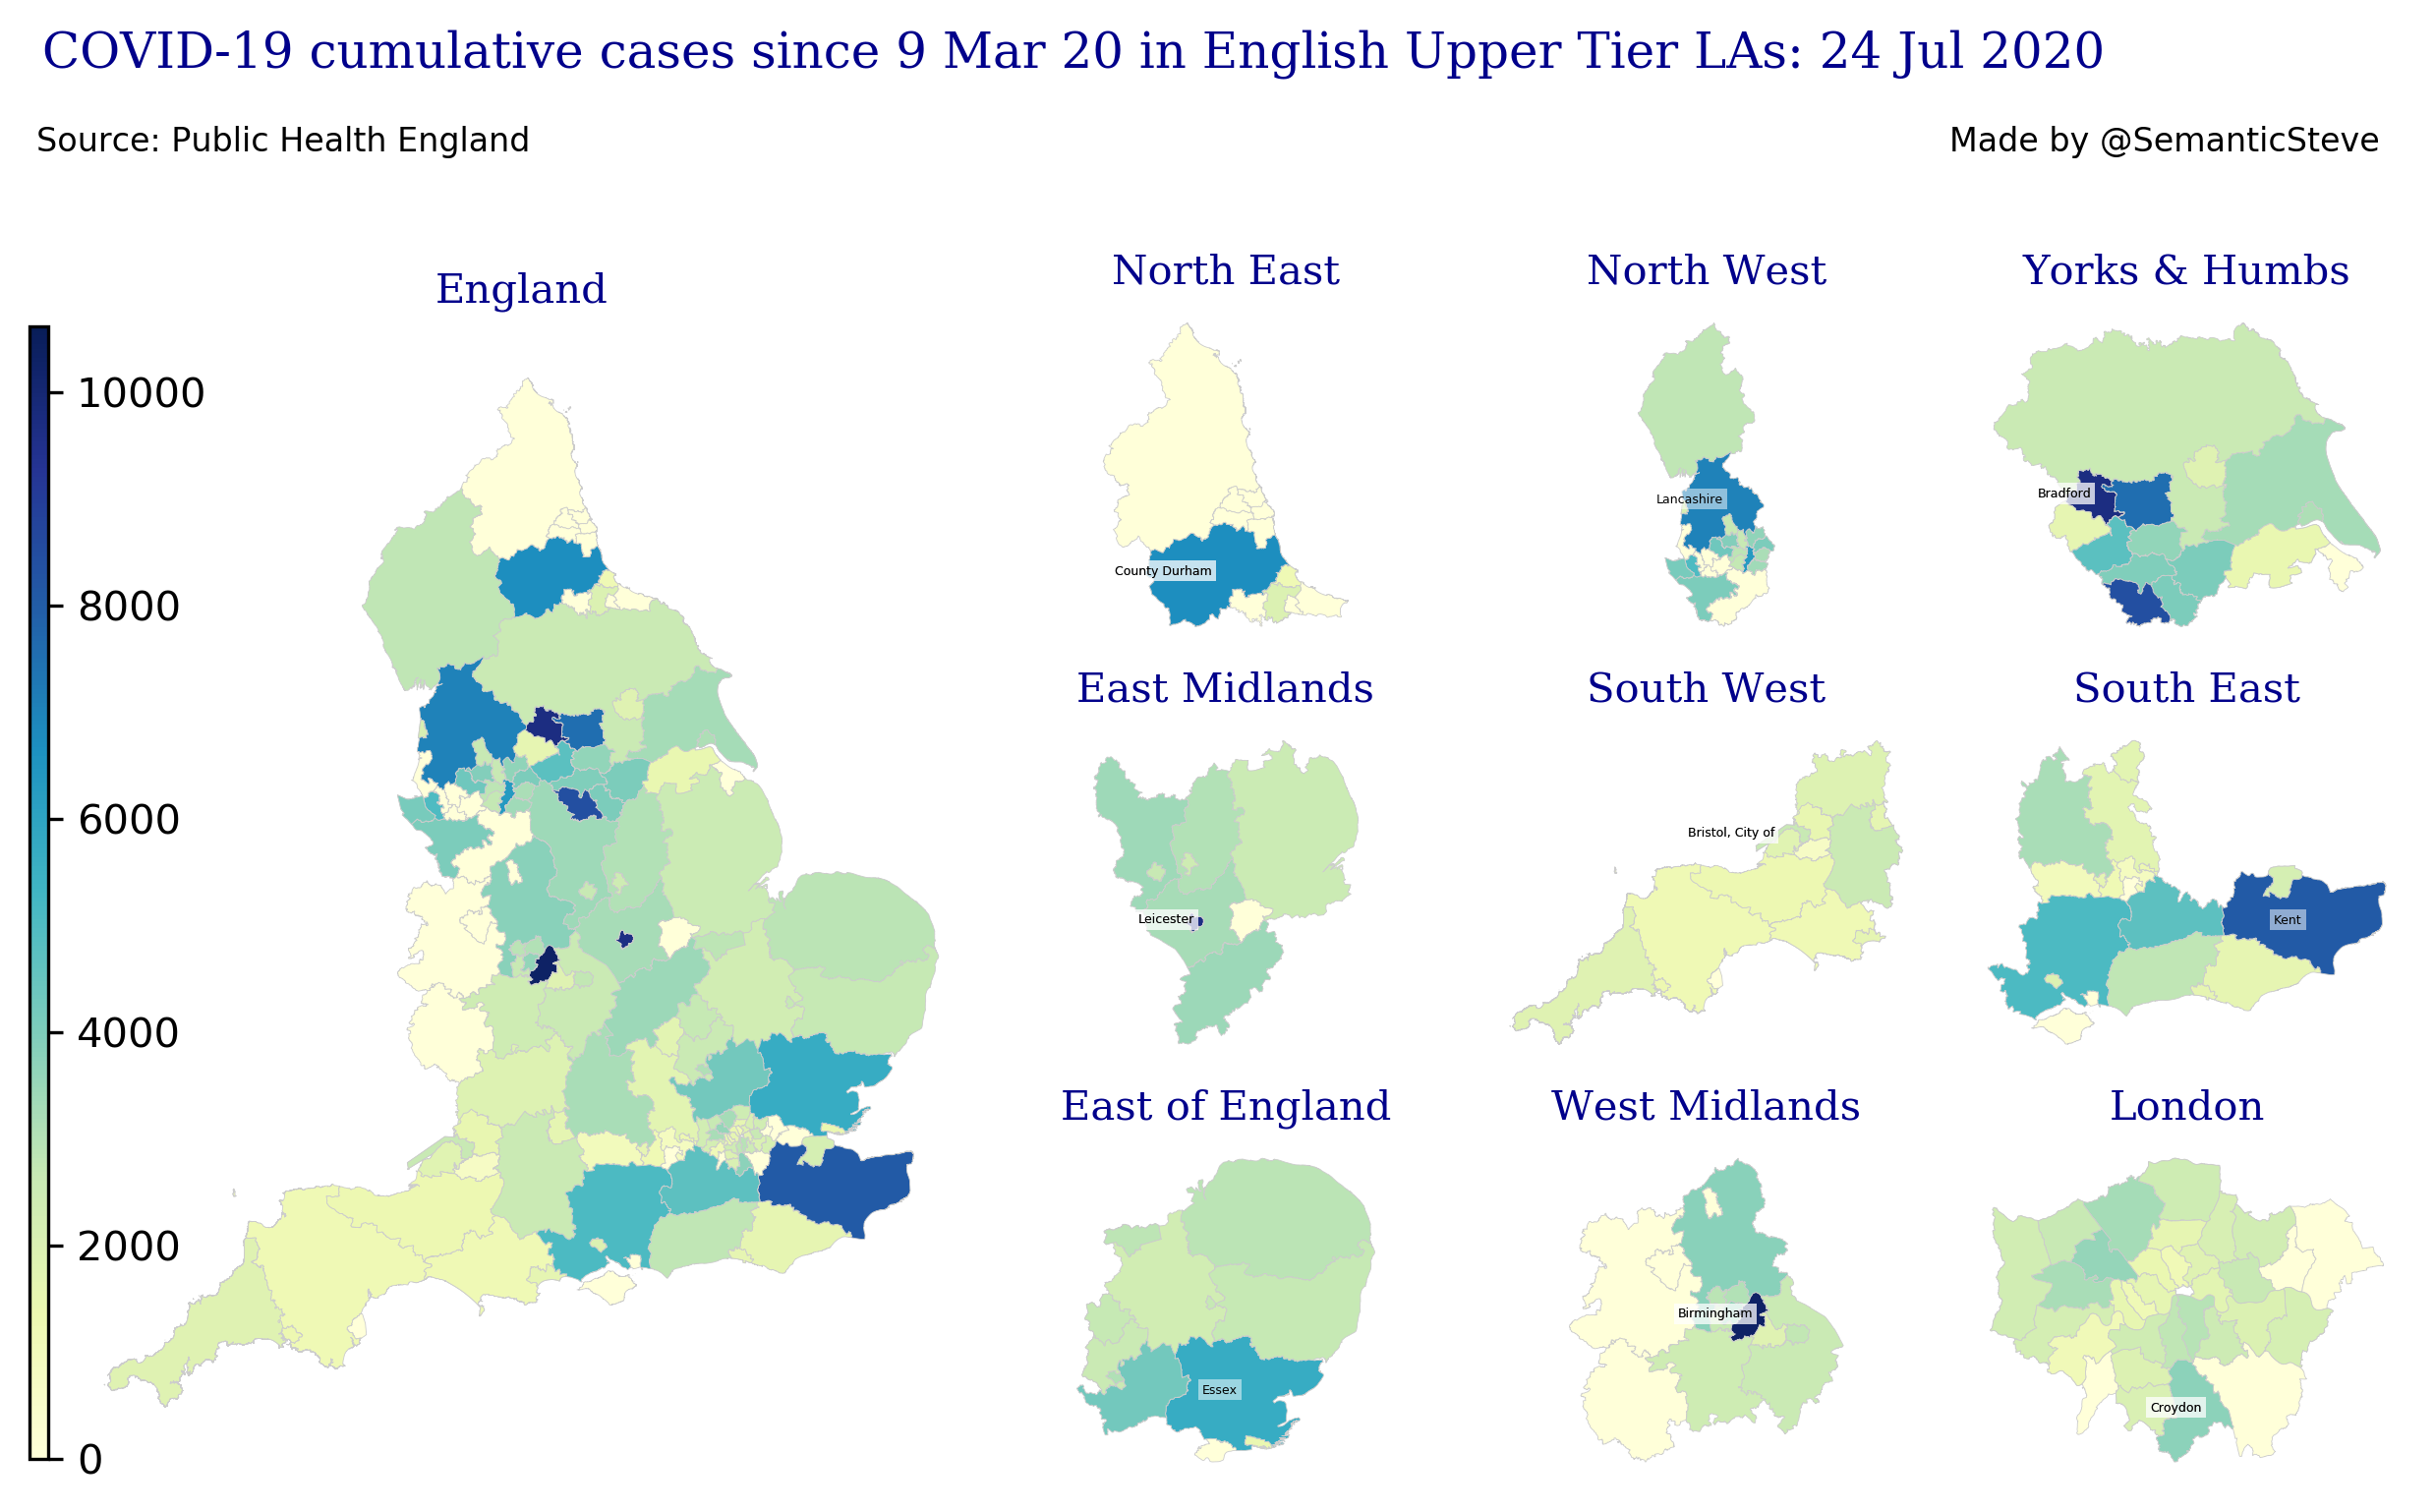 COVID-19 cumulative cases since 9 Mar 20 in English Upper Tier LAs: 24 Jul 2020
Source: Public Health England
Made by @SemanticSteve
England
10000
8000
6000
4000
2000
0
North East
County Durham
North West
Lancashire
Yorks & Humbs
Bradford
East Midlands
Leicester
South West
Bristol, City of
South East
Kent
East of England
Essex
West Midlands
Birmingham
London
Croydon